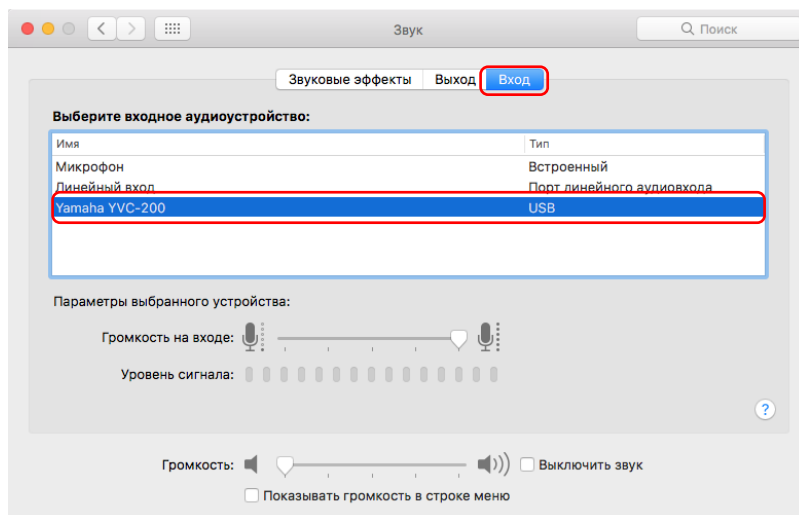 Звук
Поиск
Звуковые эффекты Выход Вход
Выберите входное аудиоустройство:
Имя Тип
Микрофон Встроенный
Линейный вход Порт линейного аудиовхода
Yamaha YVC-200 USB
Параметры выбранного устройства:
Громкость на входе:
Уровень сигнала:
?
Громкость: Выключить звук
Показывать громкость в строке меню